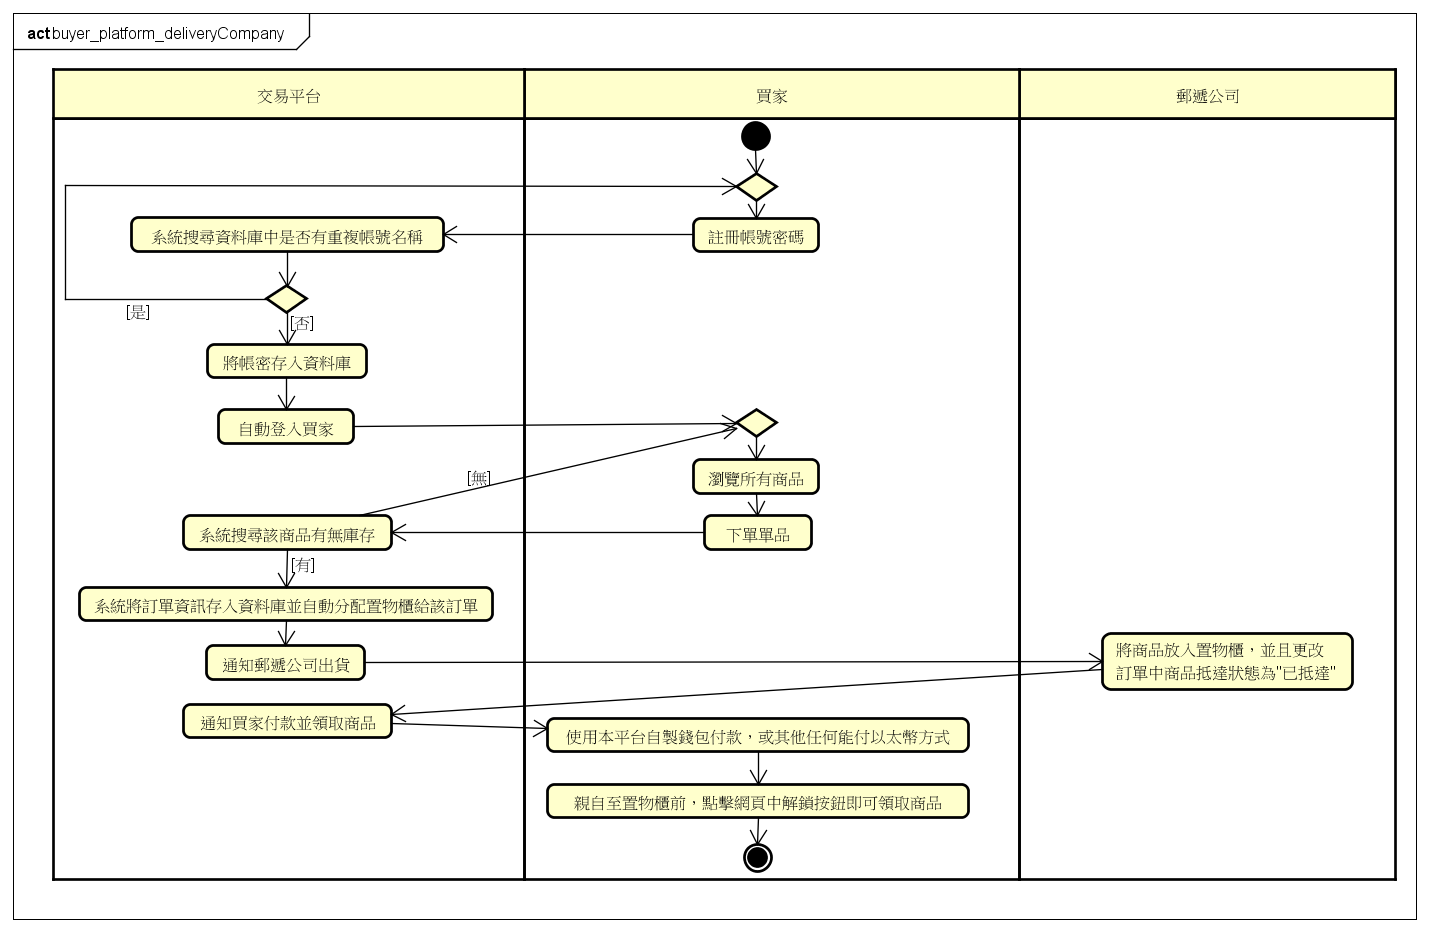 act buyer_platform_deliveryCompany
交易平台
買家
郵遞公司
註冊帳號密碼
系統搜尋資料庫中是否有重複帳號名稱
[是]
[否]
將帳密存入資料庫
自動登入買家
瀏覽所有商品
[無]
下單單品
系統搜尋該商品有無庫存
[有]
系統將訂單資訊存入資料庫並自動分配置物櫃給該訂單
通知郵遞公司出貨
將商品放入置物櫃，並且更改
訂單中商品抵達狀態為"已抵達"
通知買家付款並領取商品
使用本平台自製錢包付款，或其他任何能付以太幣方式
親自至置物櫃前，點擊網頁中解鎖按鈕即可領取商品